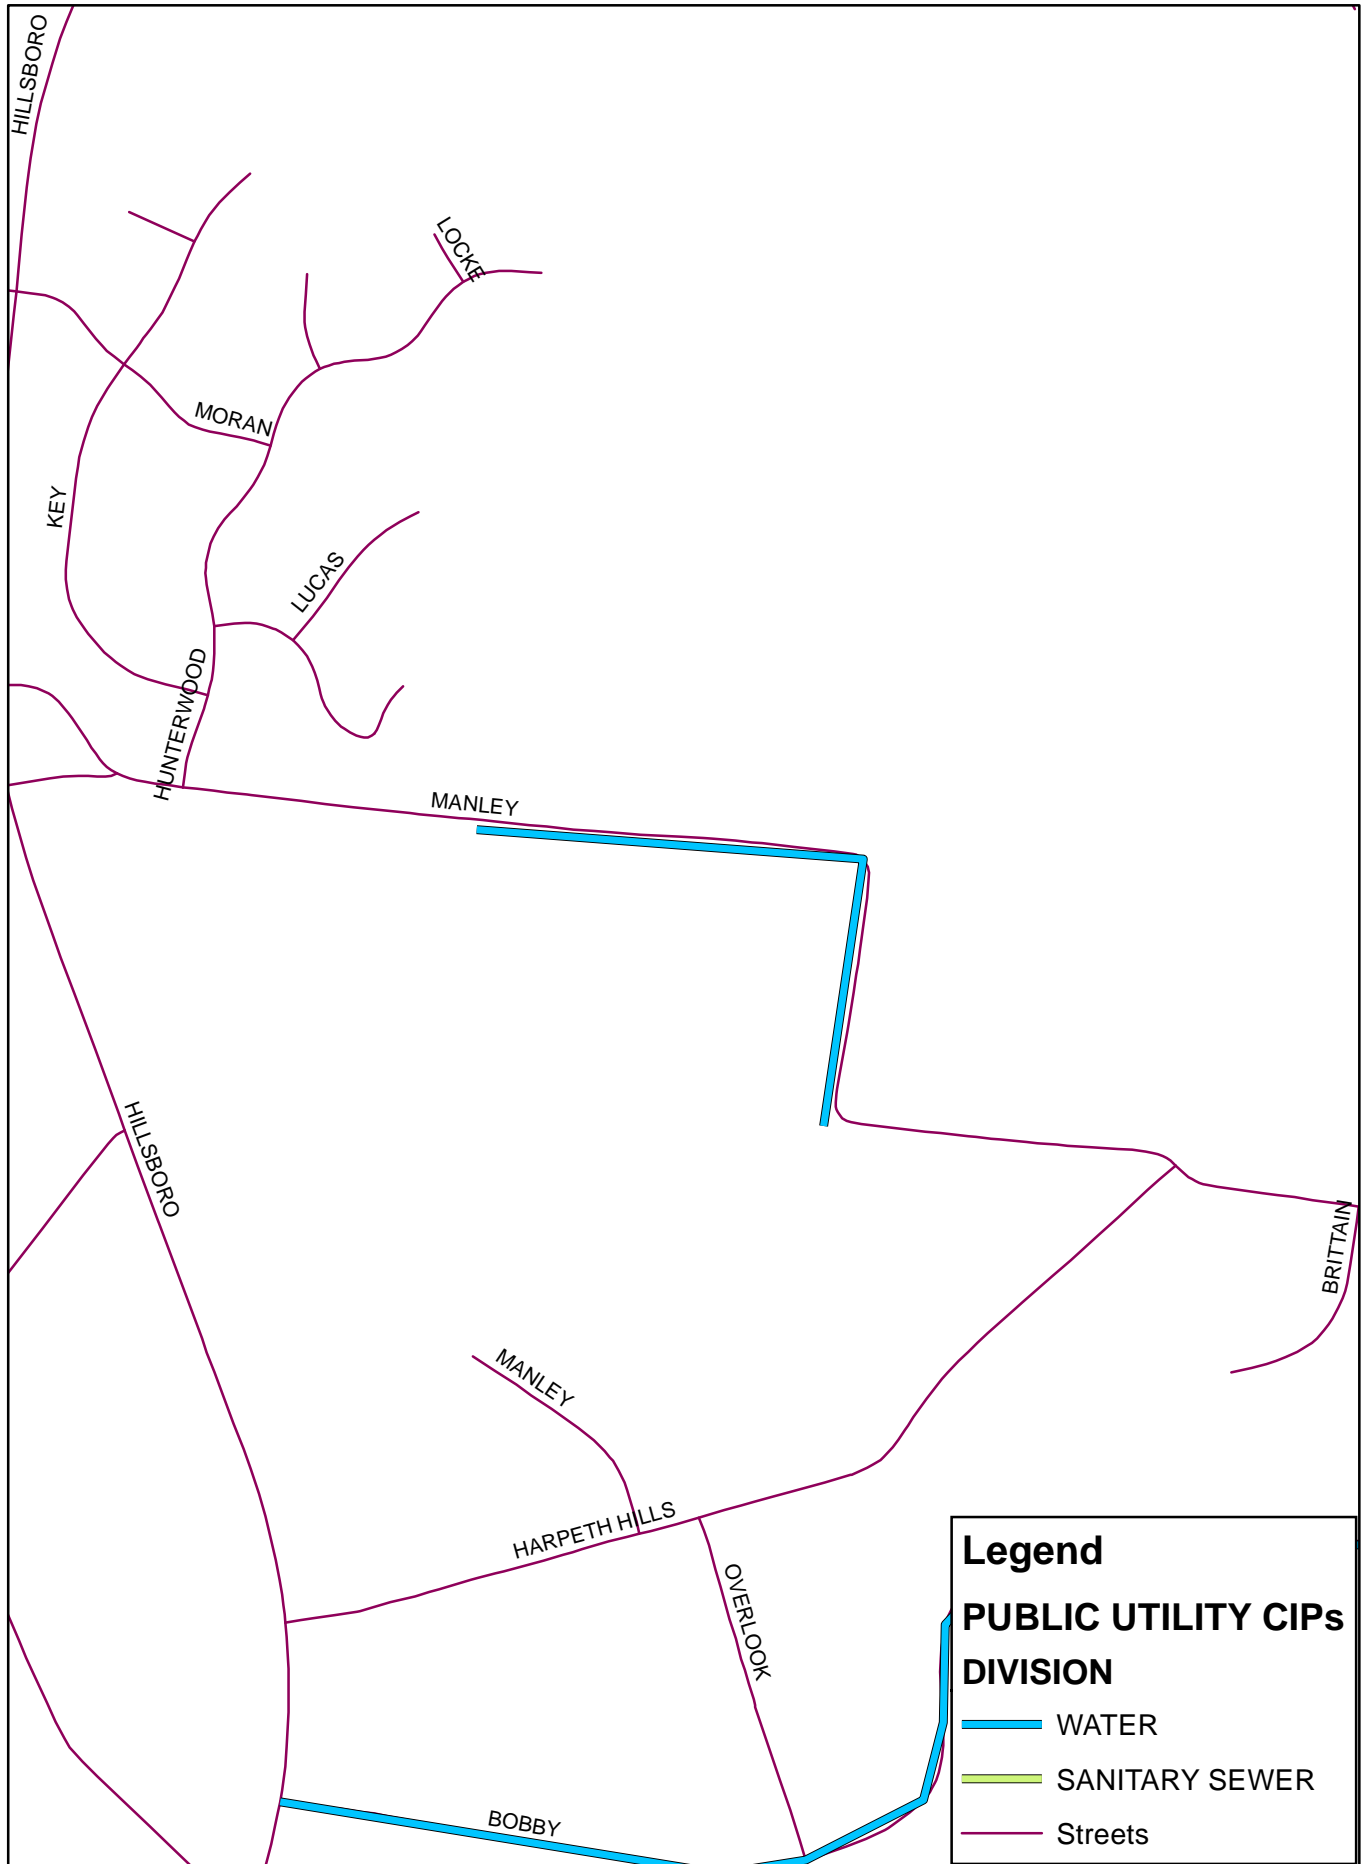 HILLSBORO
LOCKE
MORAN
KEY
LUCAS
HUNTERWOOD
MANLEY
HILLSBORO
BRITTAIN
MANLEY
HARPETH HILLS
OVERLOOK
BOBBY
Legend
PUBLIC UTILITY CIPs
DIVISION
WATER
SANITARY SEWER
Streets